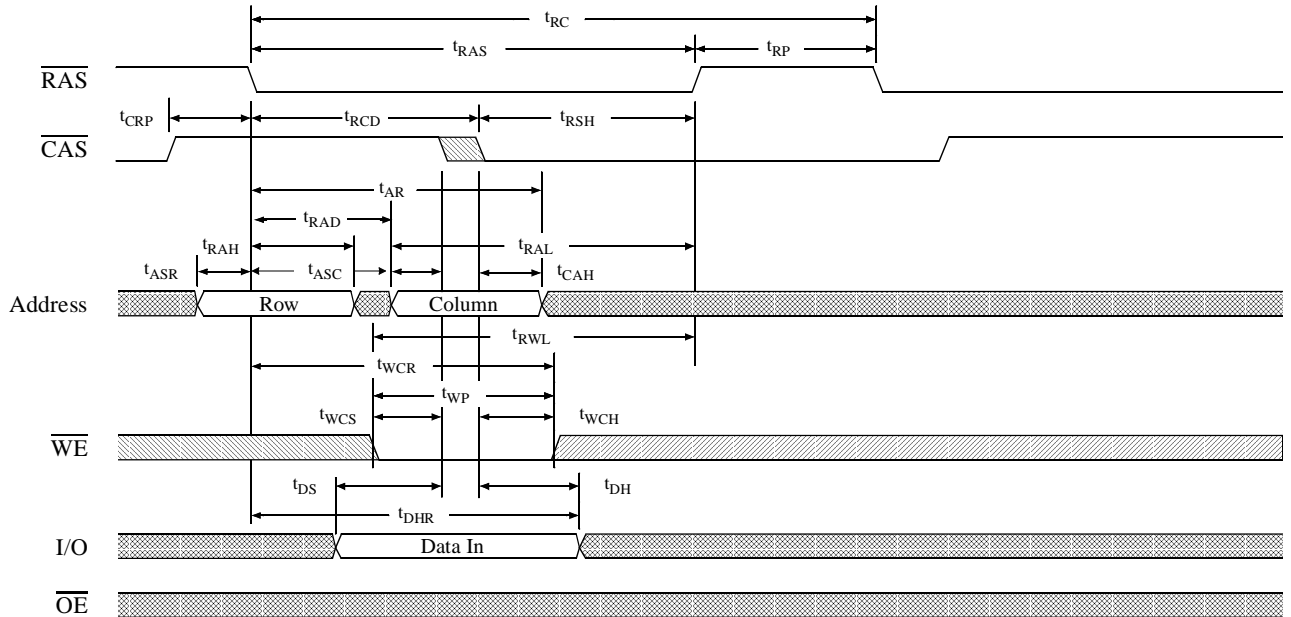 tRC
tRAS tRP
RAS
tCRP tRCD tRSH
CAS
tAR
tRAD
tRAH tRAL
tASR tASC tCAH
Address Row Column
tRWL
tWCR
tWP
tWCS tWCH
WE
tDS tDH
tDHR
I/O Data In
OE